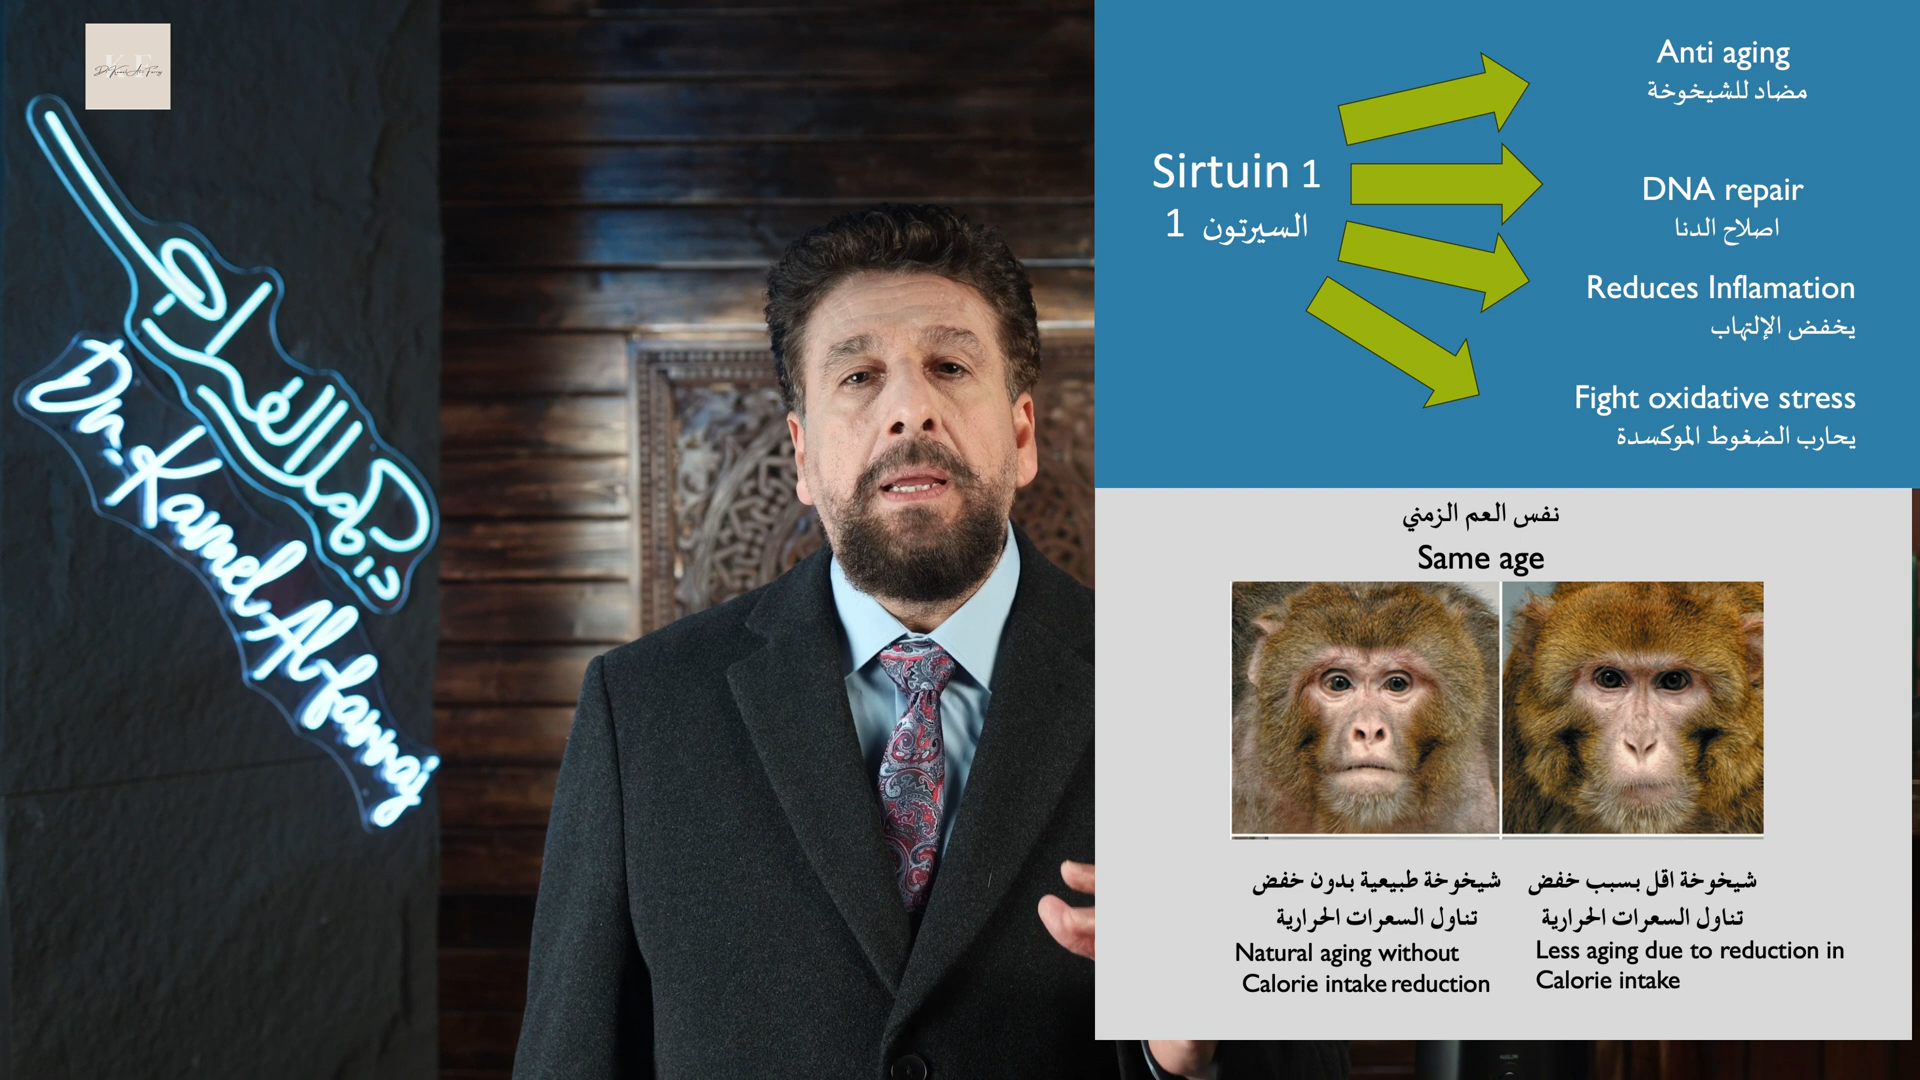 د. كامل الفراج
Dr. Kamel Alfarraj
Anti aging
مضاد للشيخوخة
Sirtuin 1
السيرتون 1
DNA repair
اصلاح الدنا
Reduces Inflamation
يخفض الإلتهاب
Fight oxidative stress
يحارب الضغوط الموكسدة
نفس العم الزمني
Same age
شيخوخة طبيعية بدون خفض
تناول السعرات الحرارية
Natural aging without
Calorie intake reduction
شيخوخة اقل بسبب خفض
تناول السعرات الحرارية
Less aging due to reduction in
Calorie intake